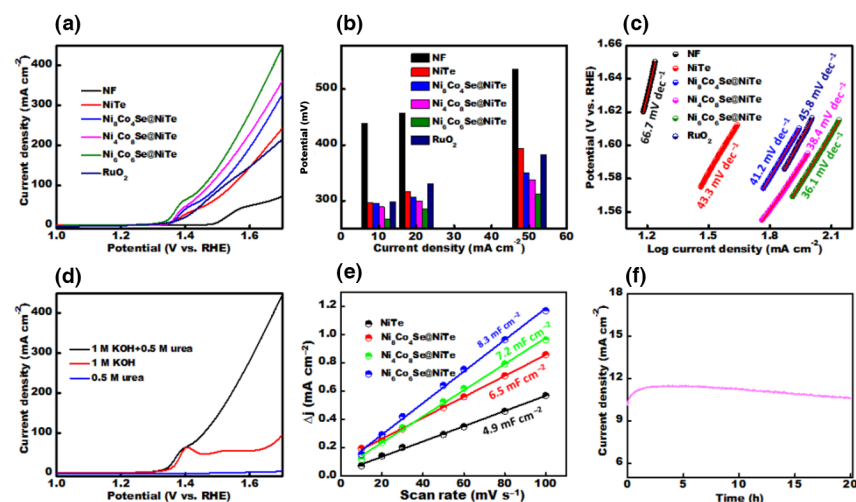 (a)
Current density (mA cm⁻²)
400
300
200
100
0
NF
NiTe
Ni₈Co₄Se@NiTe
Ni₄Co₈Se@NiTe
Ni₆Co₆Se@NiTe
RuO₂
1.0 1.2 1.4 1.6
Potential (V vs. RHE)
(b)
Potential (mV)
500
400
300
NF
NiTe
Ni₈Co₄Se@NiTe
Ni₄Co₈Se@NiTe
Ni₆Co₆Se@NiTe
RuO₂
0 10 20 30 40 50 60
Current density (mA cm⁻²)
(c)
Potential (V vs. RHE)
1.66
1.64
1.62
1.60
1.58
1.56
NF
NiTe
Ni₈Co₄Se@NiTe
Ni₄Co₈Se@NiTe
Ni₆Co₆Se@NiTe
RuO₂
66.7 mV dec⁻¹
43.3 mV dec⁻¹
41.2 mV dec⁻¹
45.8 mV dec⁻¹
38.4 mV dec⁻¹
36.1 mV dec⁻¹
1.2 1.5 1.8 2.1
Log current density (mA cm⁻²)
(d)
Current density (mA cm⁻²)
400
300
200
100
0
1 M KOH+0.5 M urea
1 M KOH
0.5 M urea
1.0 1.2 1.4 1.6
Potential (V vs. RHE)
(e)
Δj (mA cm⁻²)
1.2
1.0
0.8
0.6
0.4
0.2
0.0
NiTe
Ni₈Co₄Se@NiTe
Ni₄Co₈Se@NiTe
Ni₆Co₆Se@NiTe
8.3 mF cm⁻²
7.2 mF cm⁻²
6.5 mF cm⁻²
4.9 mF cm⁻²
0 20 40 60 80 100
Scan rate (mV s⁻¹)
(f)
Current density (mA cm⁻²)
18
15
12
9
6
0 5 10 15 20
Time (h)